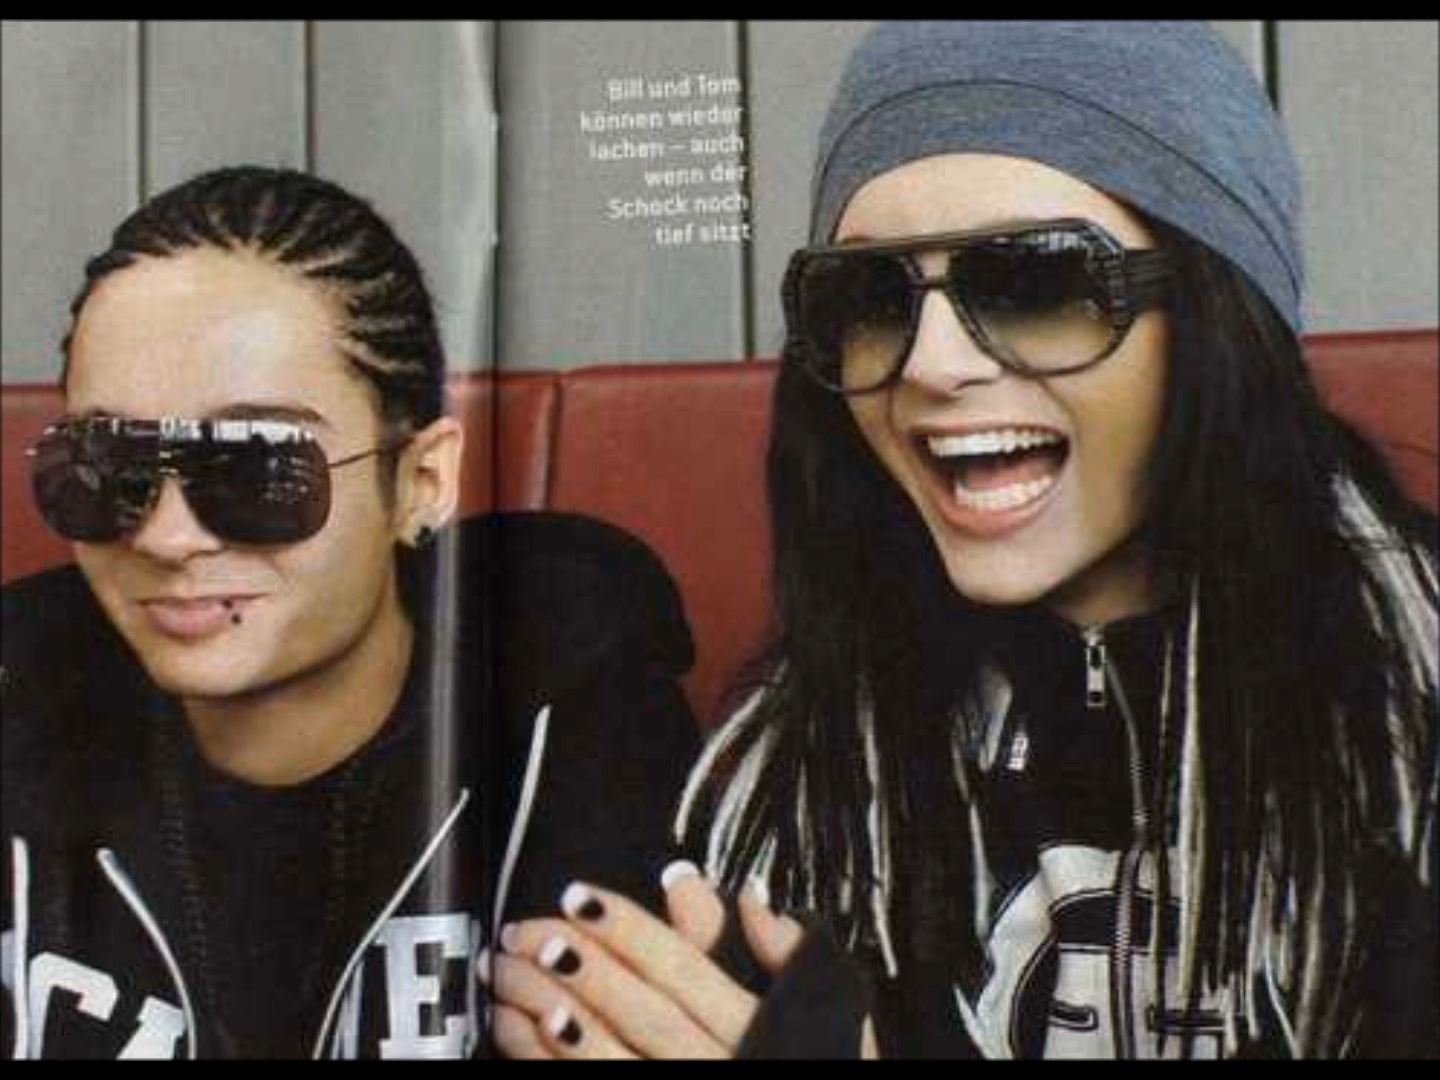 Bill und Tom
können wieder
lachen – auch
wenn der
Schock noch
tief sitzt